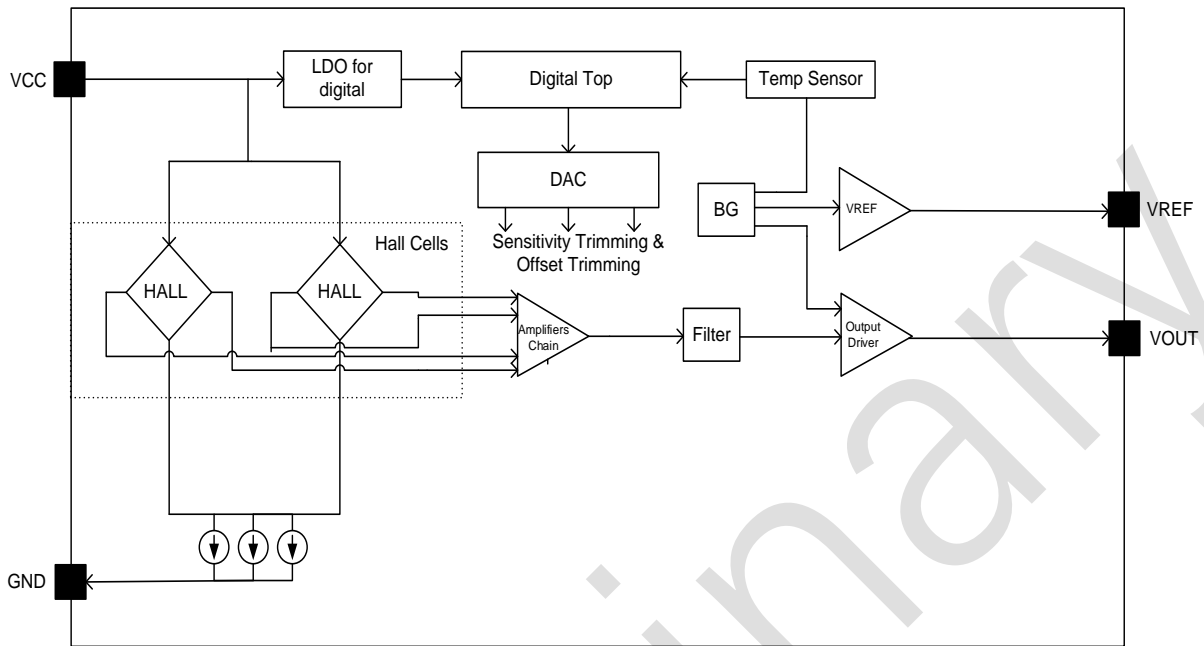 VCC
LDO for
digital
Digital Top
Temp Sensor
DAC
BG
VREF
VREF
Sensitivity Trimming &
Offset Trimming
Hall Cells
HALL
HALL
Amplifiers
Chain
Filter
Output
Driver
VOUT
GND
inary